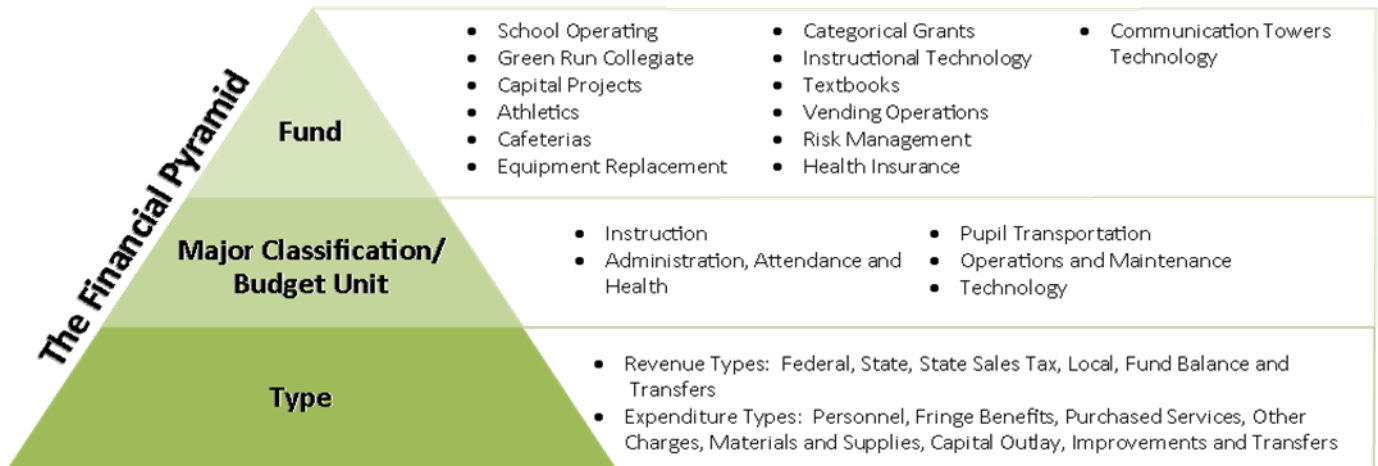 The Financial Pyramid
Fund
• School Operating
• Green Run Collegiate
• Capital Projects
• Athletics
• Cafeterias
• Equipment Replacement
• Categorical Grants
• Instructional Technology
• Textbooks
• Vending Operations
• Risk Management
• Health Insurance
• Communication Towers
Technology
Major Classification/
Budget Unit
• Instruction
• Administration, Attendance and
Health
• Pupil Transportation
• Operations and Maintenance
• Technology
Type
• Revenue Types: Federal, State, State Sales Tax, Local, Fund Balance and
Transfers
• Expenditure Types: Personnel, Fringe Benefits, Purchased Services, Other
Charges, Materials and Supplies, Capital Outlay, Improvements and Transfers